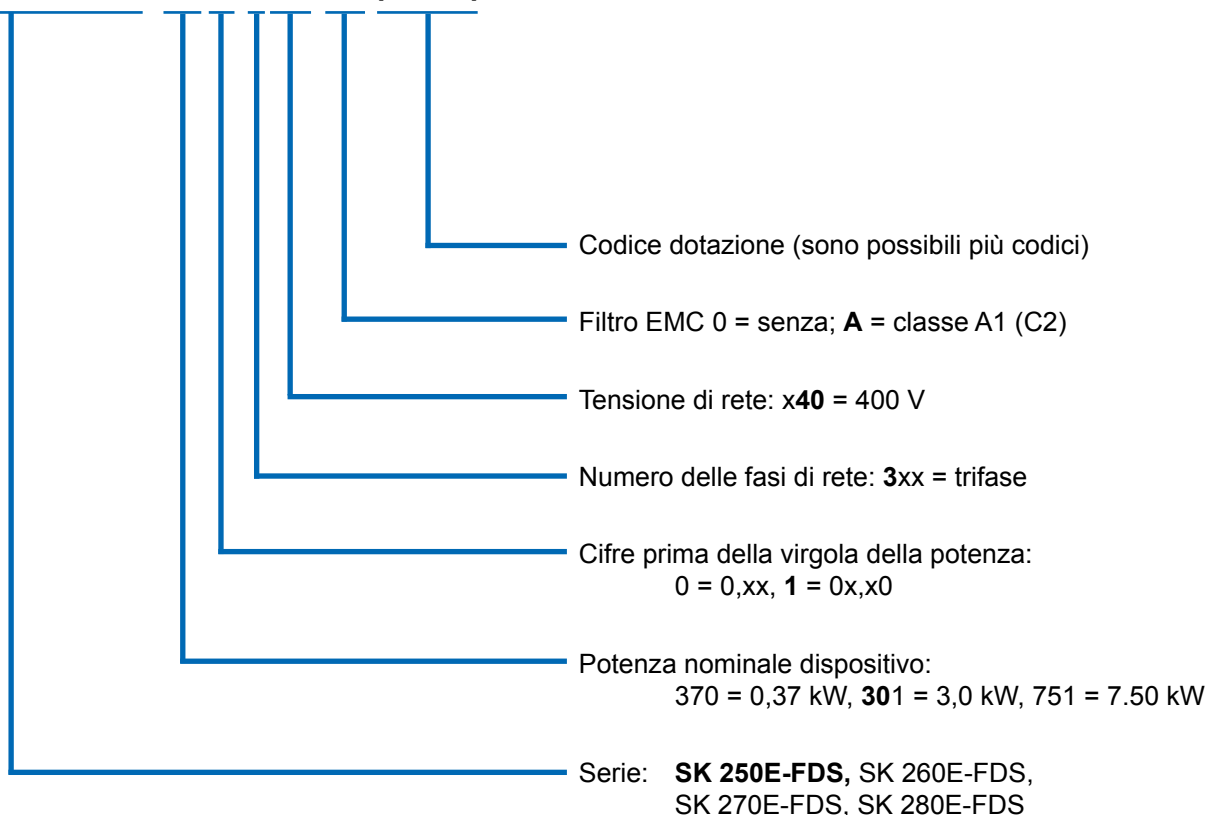 Codice dotazione (sono possibili più codici)
Filtro EMC 0 = senza; A = classe A1 (C2)
Tensione di rete: x40 = 400 V
Numero delle fasi di rete: 3xx = trifase
Cifre prima della virgola della potenza:
0 = 0,xx, 1 = 0x,x0
Potenza nominale dispositivo:
370 = 0,37 kW, 301 = 3,0 kW, 751 = 7.50 kW
Serie: SK 250E-FDS, SK 260E-FDS,
SK 270E-FDS, SK 280E-FDS